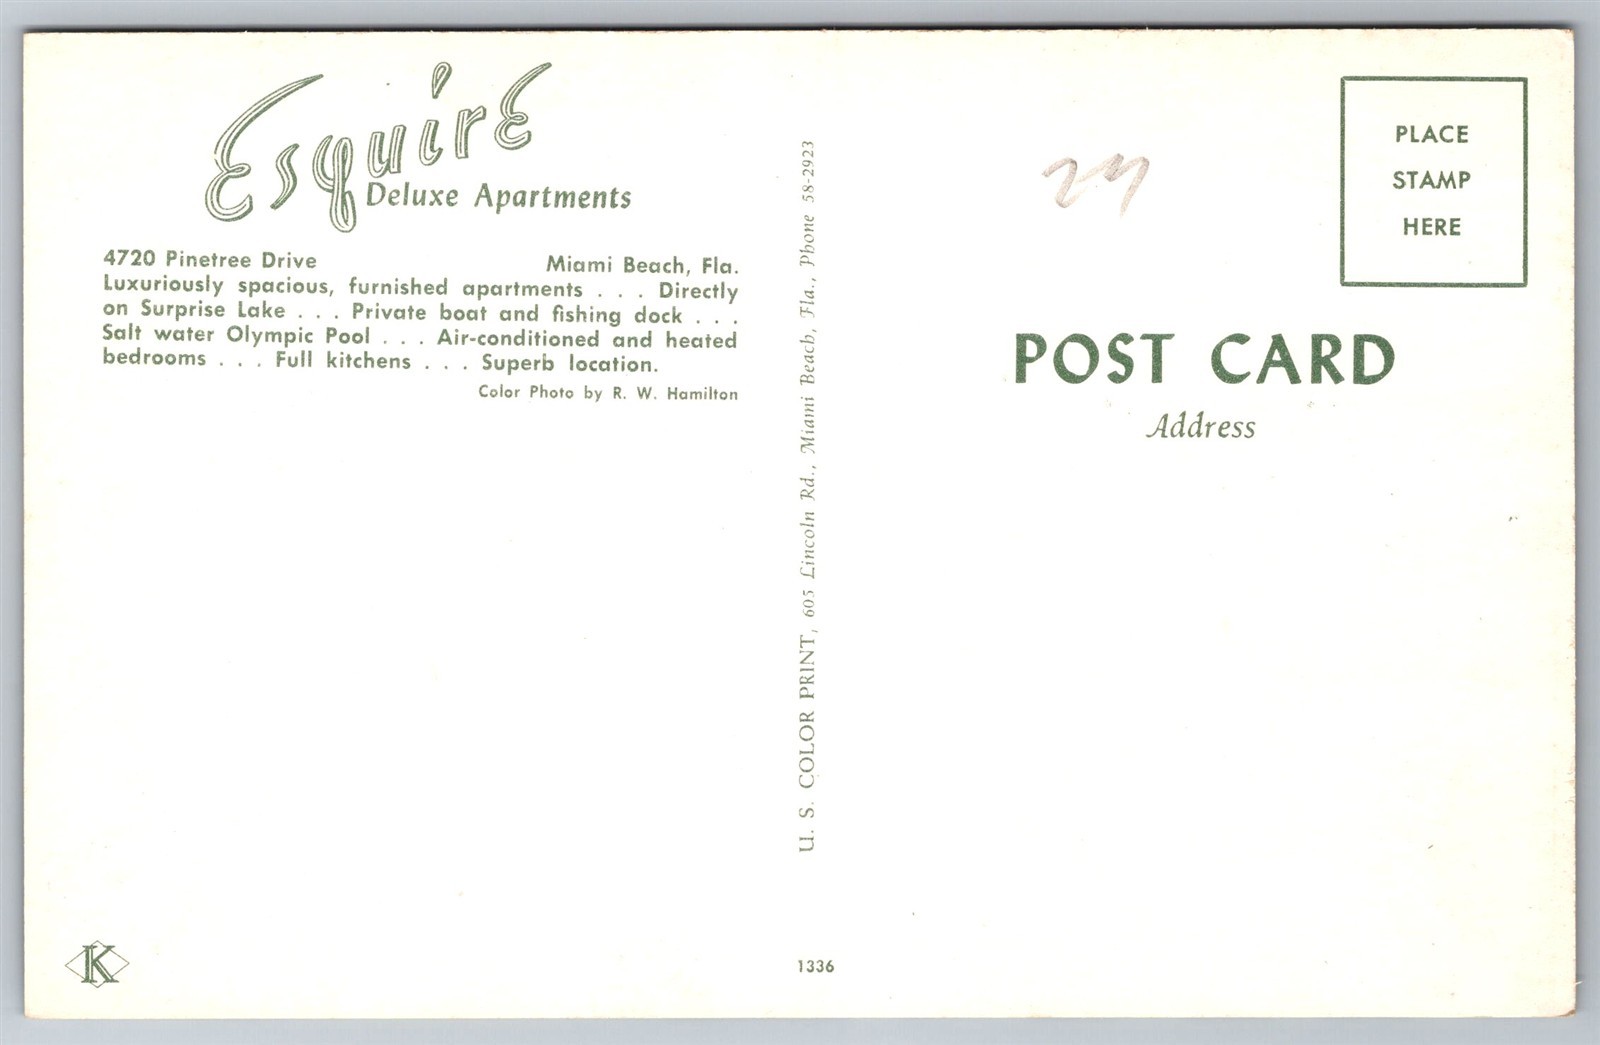 Esquire
Deluxe Apartments
4720 Pinetree Drive Miami Beach, Fla.
Luxuriously spacious, furnished apartments . . . Directly
on Surprise Lake . . . Private boat and fishing dock . . .
Salt water Olympic Pool . . . Air-conditioned and heated
bedrooms . . . Full kitchens . . . Superb location.
Color Photo by R. W. Hamilton
K
U. S. COLOR PRINT, 605 Lincoln Rd., Miami Beach, Fla., Phone 58-2923
1336
PLACE
STAMP
HERE
POST CARD
Address